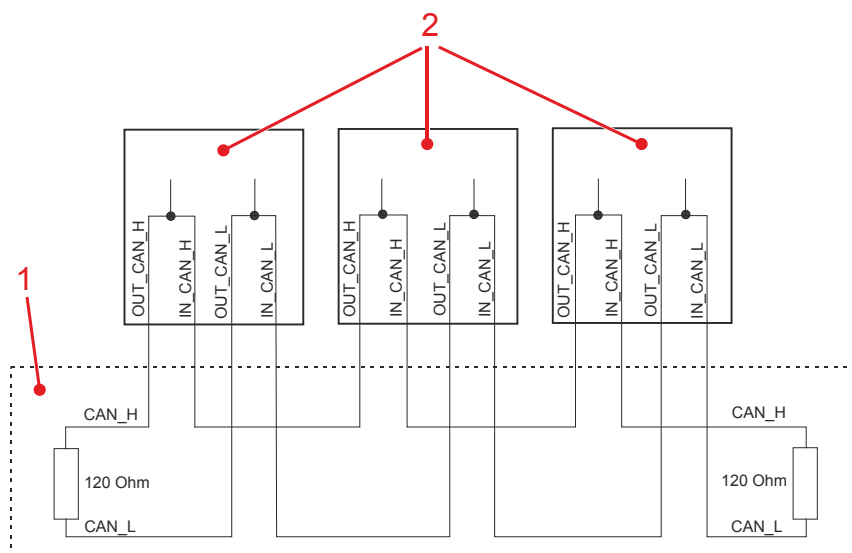 2
OUT_CAN_H
IN_CAN_H
OUT_CAN_L
IN_CAN_L
OUT_CAN_H
IN_CAN_H
OUT_CAN_L
IN_CAN_L
OUT_CAN_H
IN_CAN_H
OUT_CAN_L
IN_CAN_L
1
CAN_H
CAN_H
120 Ohm
120 Ohm
CAN_L
CAN_L